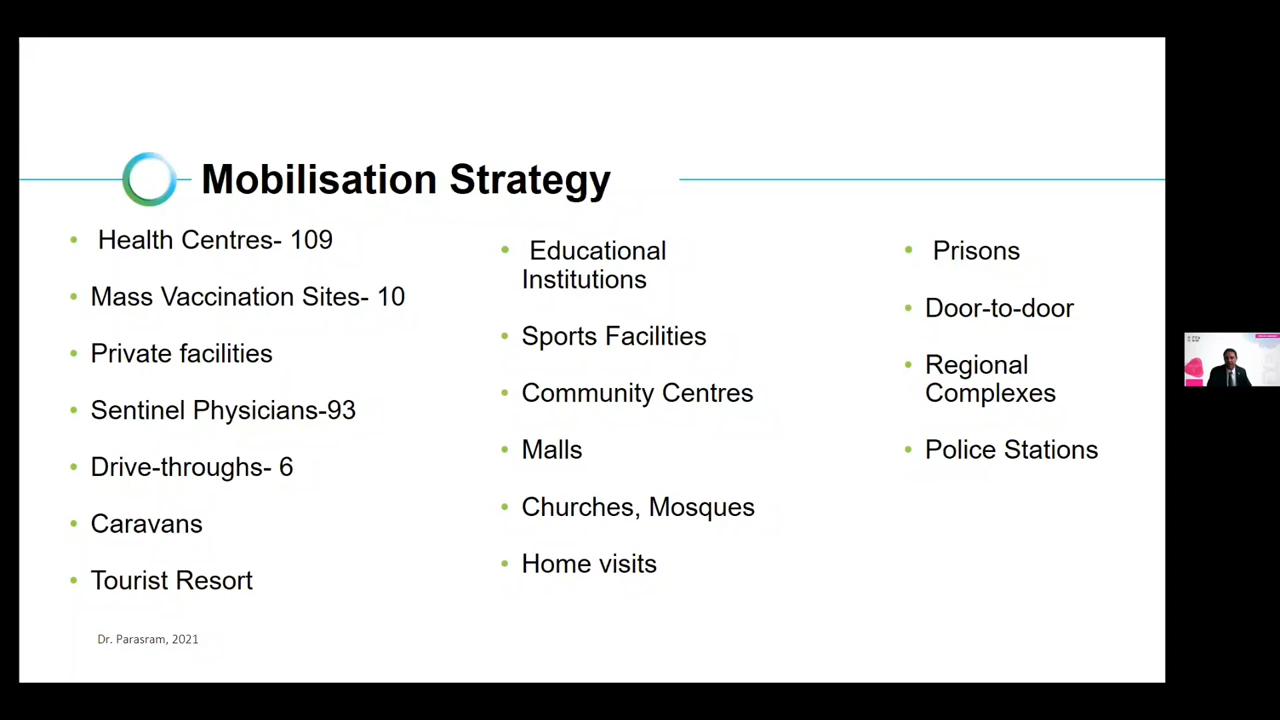 Mobilisation Strategy
Health Centres- 109
Mass Vaccination Sites- 10
Private facilities
Sentinel Physicians-93
Drive-throughs- 6
Caravans
Tourist Resort
Educational
Institutions
Sports Facilities
Community Centres
Malls
Churches, Mosques
Home visits
Prisons
Door-to-door
Regional
Complexes
Police Stations
Dr. Parasram, 2021